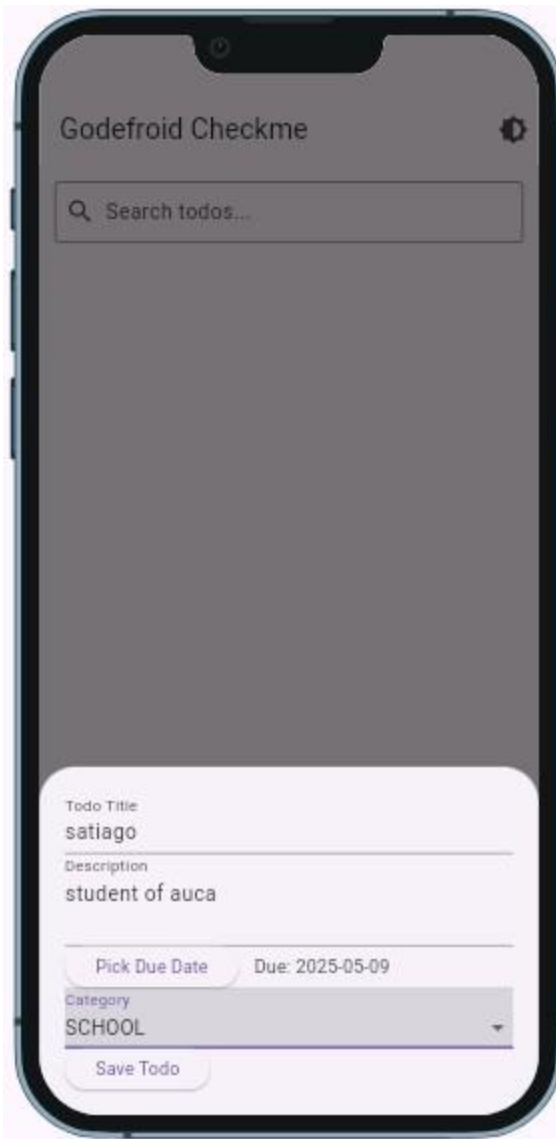 Godefroid Checkme
Search todos...
Todo Title
satiago
Description
student of auca
Pick Due Date Due: 2025-05-09
Category
SCHOOL
Save Todo